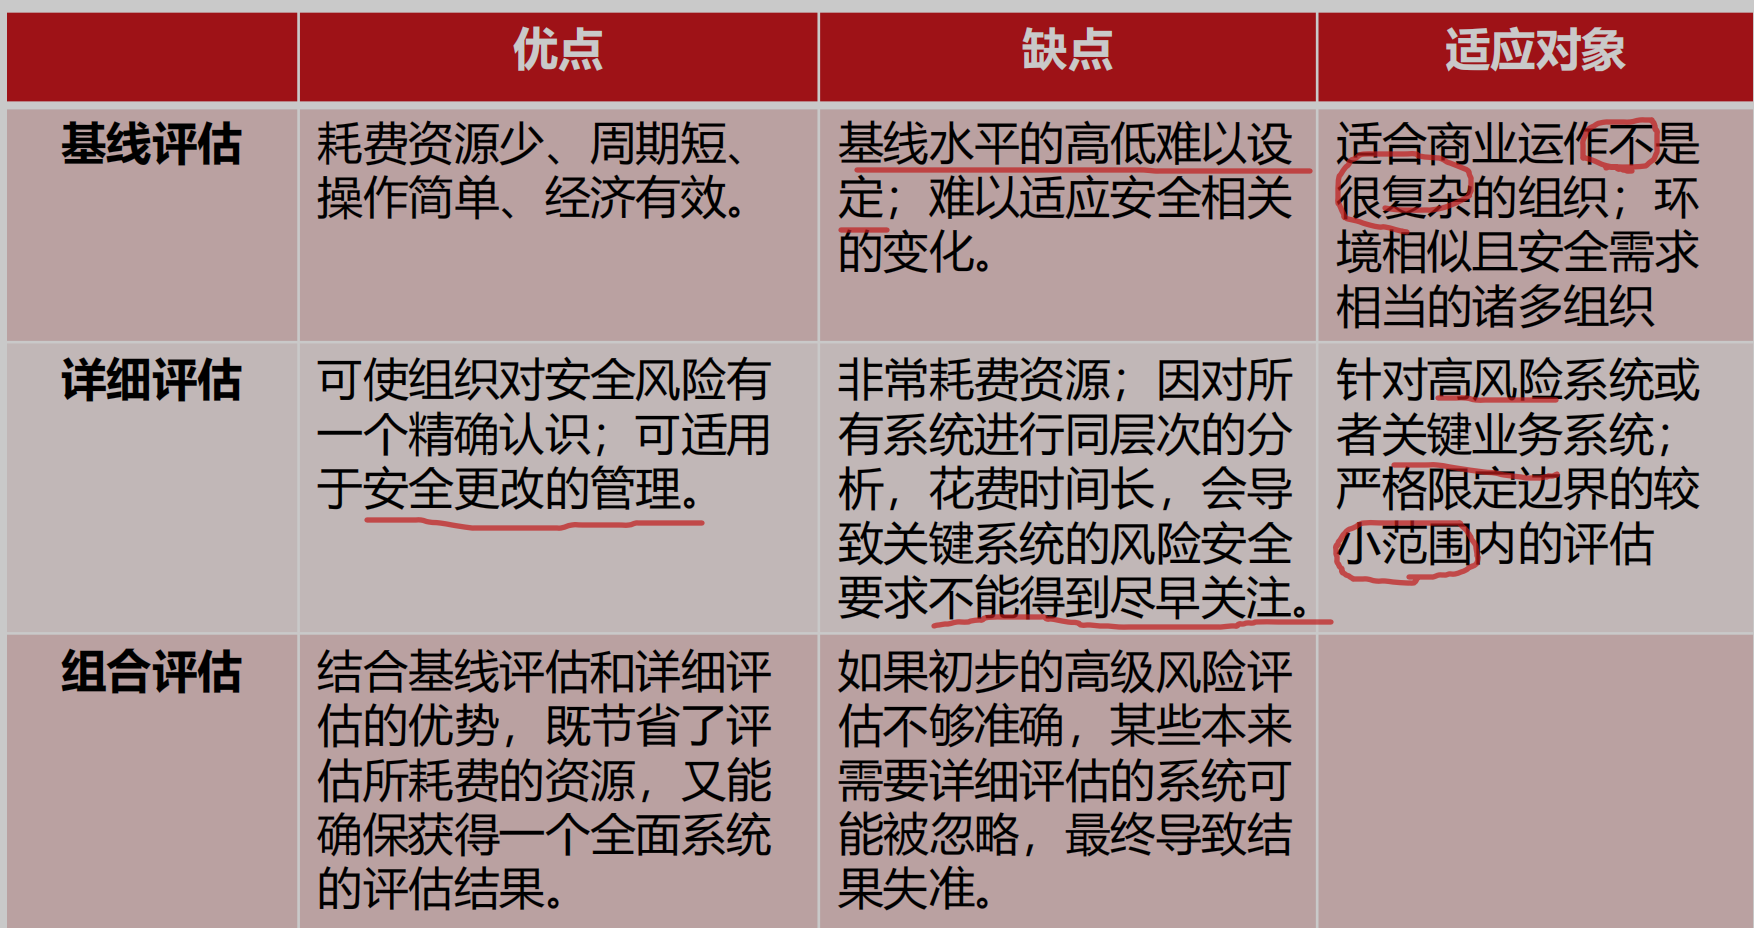 优点
缺点
适应对象
基线评估
耗费资源少、周期短、
操作简单、经济有效。
基线水平的高低难以设
定；难以适应安全相关
的变化。
适合商业运作不是
很复杂的组织；环
境相似且安全需求
相当的诸多组织
详细评估
可使组织对安全风险有
一个精确认识；可适用
于安全更改的管理。
非常耗费资源；因对所
有系统进行同层次的分
析，花费时间长，会导
致关键系统的风险安全
要求不能得到尽早关注。
针对高风险系统或
者关键业务系统；
严格限定边界的较
小范围内的评估
组合评估
结合基线评估和详细评
估的优势，既节省了评
估所耗费的资源，又能
确保获得一个全面系统
的评估结果。
如果初步的高级风险评
估不够准确，某些本来
需要详细评估的系统可
能被忽略，最终导致结
果失准。